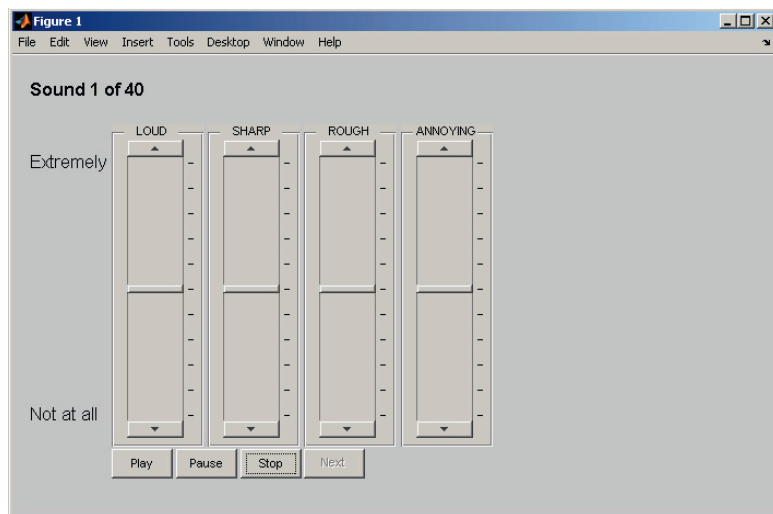 Figure 1
File Edit View Insert Tools Desktop Window Help
Sound 1 of 40
LOUD SHARP ROUGH ANNOYING
Extremely
Not at all
Play Pause Stop Next